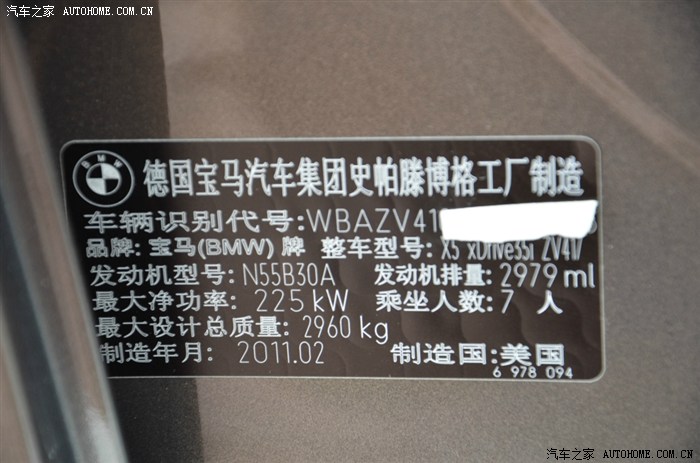 汽车之家 AUTOHOME.COM.CN
BMW 德国宝马汽车集团史帕滕博格工厂制造
车辆识别代号:WBAZV41
品牌: 宝马(BMW) 牌 整车型号: X5 xDrive35i ZV4V
发动机型号: N55B30A 发动机排量: 2979 ml
最大净功率: 225 kW 乘坐人数: 7 人
最大设计总质量: 2960 kg
制造年月: 2011.02 制造国: 美国
6 978 094
汽车之家 AUTOHOME.COM.CN